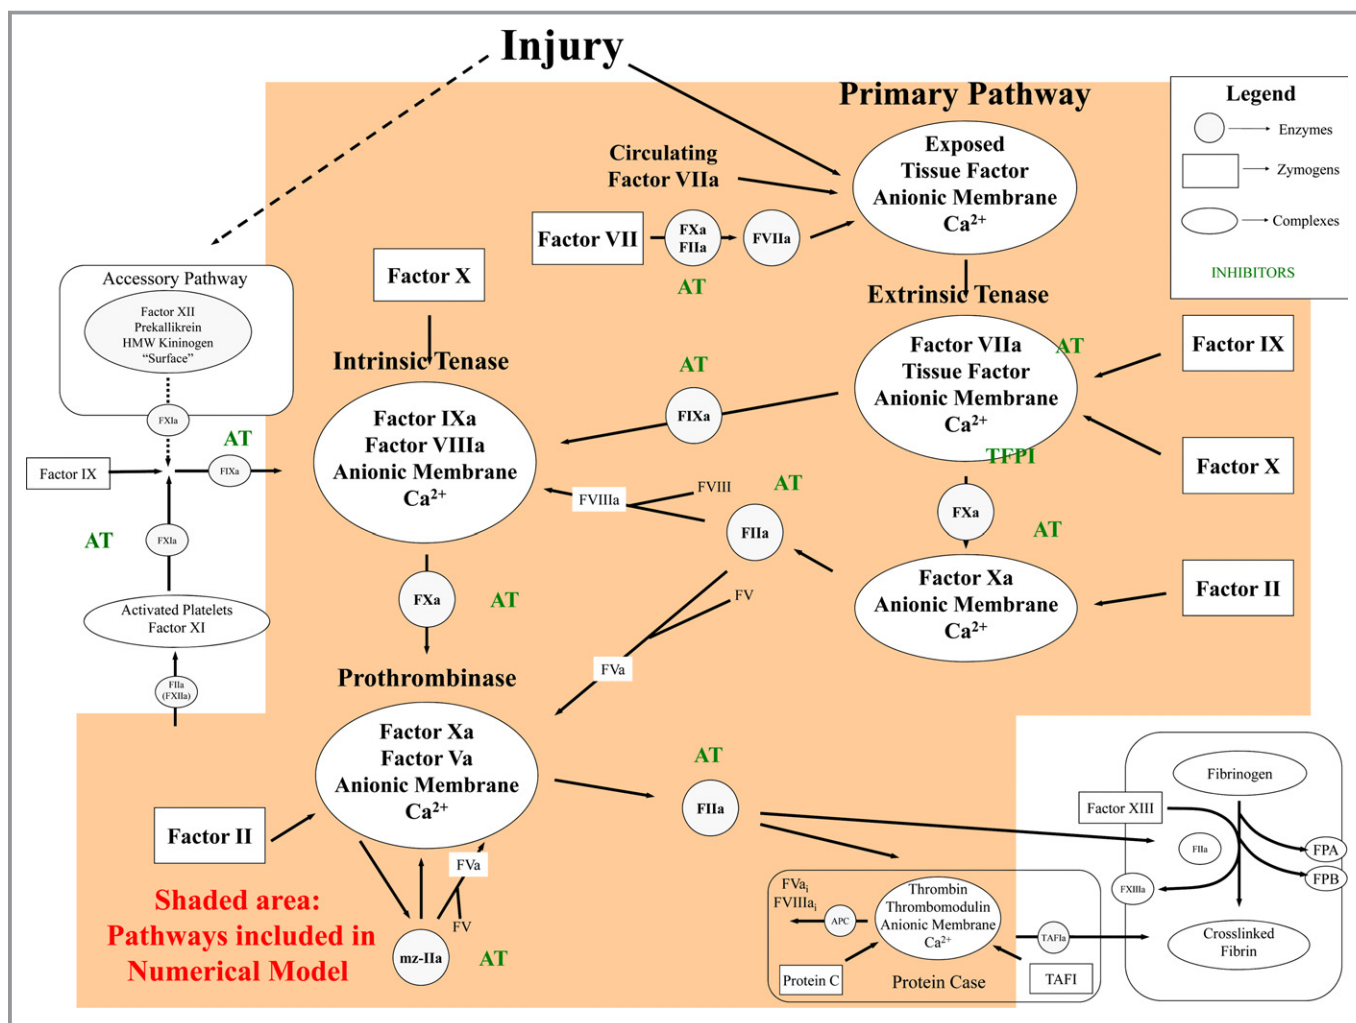 Injury
Primary Pathway
Legend
Enzymes
Zymogens
Complexes
INHIBITORS
Exposed
Tissue Factor
Anionic Membrane
Ca²⁺
Circulating
Factor VIIa
Factor VII
FXa
FIIa
FVIIa
AT
Factor X
Accessory Pathway
Factor XII
Prekallikrein
HMW Kininogen
“Surface”
FXIa
Factor IX
AT
FIXa
AT
FXIa
Activated Platelets
Factor XI
FIIa
(FXIIa)
Intrinsic Tenase
Factor IXa
Factor VIIIa
Anionic Membrane
Ca²⁺
AT
FIXa
Extrinsic Tenase
Factor VIIa
Tissue Factor
Anionic Membrane
Ca²⁺
AT
TFPI
Factor IX
Factor X
FVIIIa
FVIII
AT
FIIa
FXa
AT
Factor Xa
Anionic Membrane
Ca²⁺
Factor II
FXa
AT
FV
FVa
Prothrombinase
Factor Xa
Factor Va
Anionic Membrane
Ca²⁺
Factor II
FVa
FV
mz-IIa
AT
AT
FIIa
Shaded area:
Pathways included in
Numerical Model
FVaᵢ
FVIIIaᵢ
APC
Thrombin
Thrombomodulin
Anionic Membrane
Ca²⁺
TAFIa
Protein C
Protein Case
TAFI
Fibrinogen
Factor XIII
FIIa
FPA
FPB
FXIIIa
Crosslinked
Fibrin